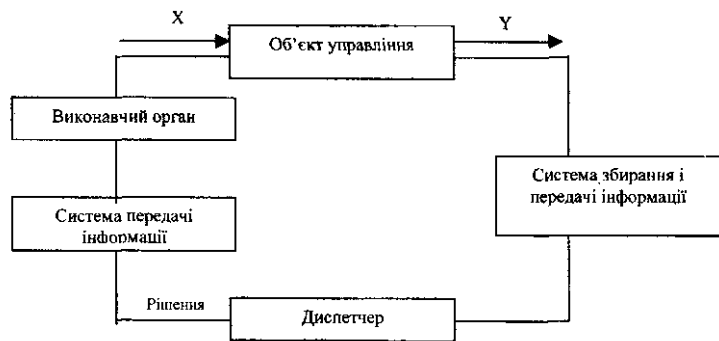 X
Y
Об’єкт управління
Виконавчий орган
Система збирання і
передачі інформації
Система передачі
інформації
Рішення
Диспетчер